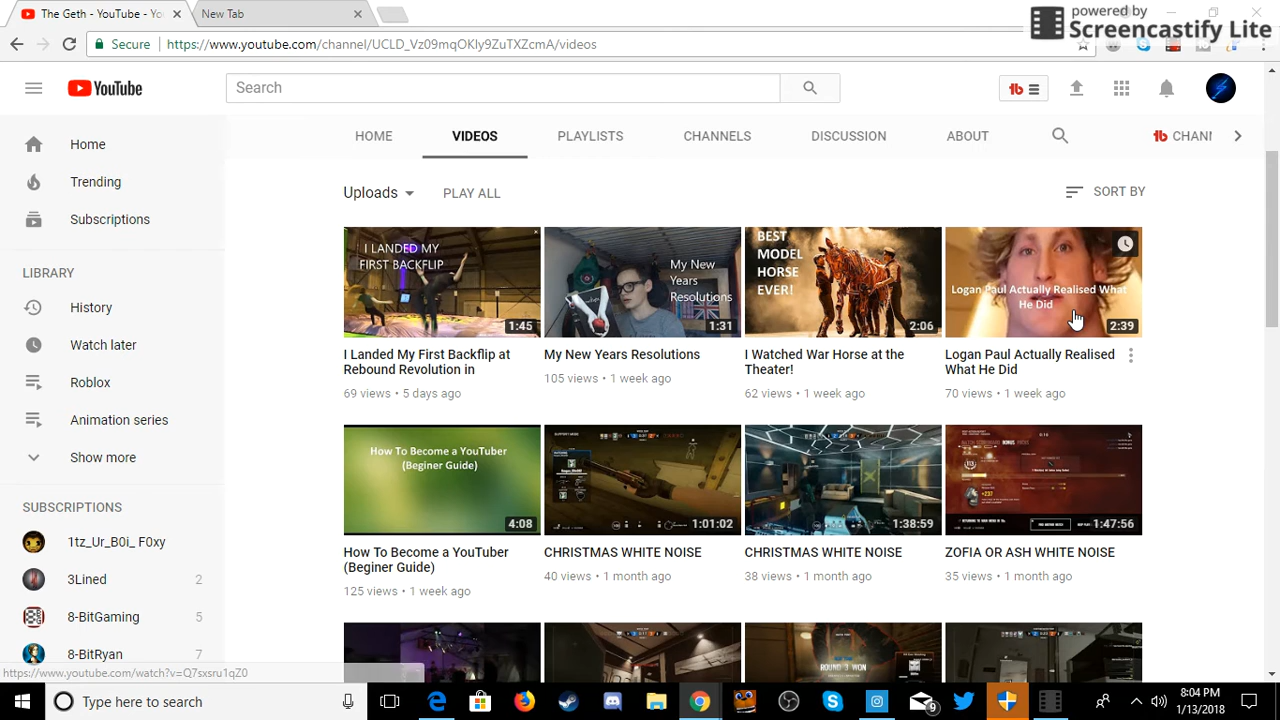 The Geth - YouTube - Yo
New Tab
powered by
Screencastify Lite
Secure
YouTube
Search
HOME
VIDEOS
PLAYLISTS
CHANNELS
DISCUSSION
ABOUT
CHANI
Home
Trending
Subscriptions
LIBRARY
History
Watch later
Roblox
Animation series
Show more
SUBSCRIPTIONS
1tz_Ur_B0i_ F0xy
3Lined 2
8-BitGaming 5
8-BitRyan 7
Uploads
PLAY ALL
SORT BY
I LANDED MY
FIRST BACKFLIP
1:45
My New
Years
Resolutions
1:31
BEST
MODEL
HORSE
EVER!
2:06
Logan Paul Actually Realised What
He Did
2:39
I Landed My First Backflip at
Rebound Revolution in
69 views • 5 days ago
My New Years Resolutions
105 views • 1 week ago
I Watched War Horse at the
Theater!
62 views • 1 week ago
Logan Paul Actually Realised
What He Did
70 views • 1 week ago
How To Become a YouTuber
(Beginer Guide)
4:08
1:01:02
1:38:59
1:47:56
How To Become a YouTuber
(Beginer Guide)
125 views • 1 week ago
CHRISTMAS WHITE NOISE
40 views • 1 month ago
CHRISTMAS WHITE NOISE
38 views • 1 month ago
ZOFIA OR ASH WHITE NOISE
35 views • 1 month ago
ROUND 3 WON
https://www.youtube.com/watch?v=Q7sxsru1qZ0
Type here to search
9
8:04 PM
1/13/2018